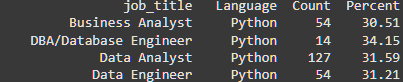 job_title Language Count Percent
Business Analyst Python 54 30.51
DBA/Database Engineer Python 14 34.15
Data Analyst Python 127 31.59
Data Engineer Python 54 31.21